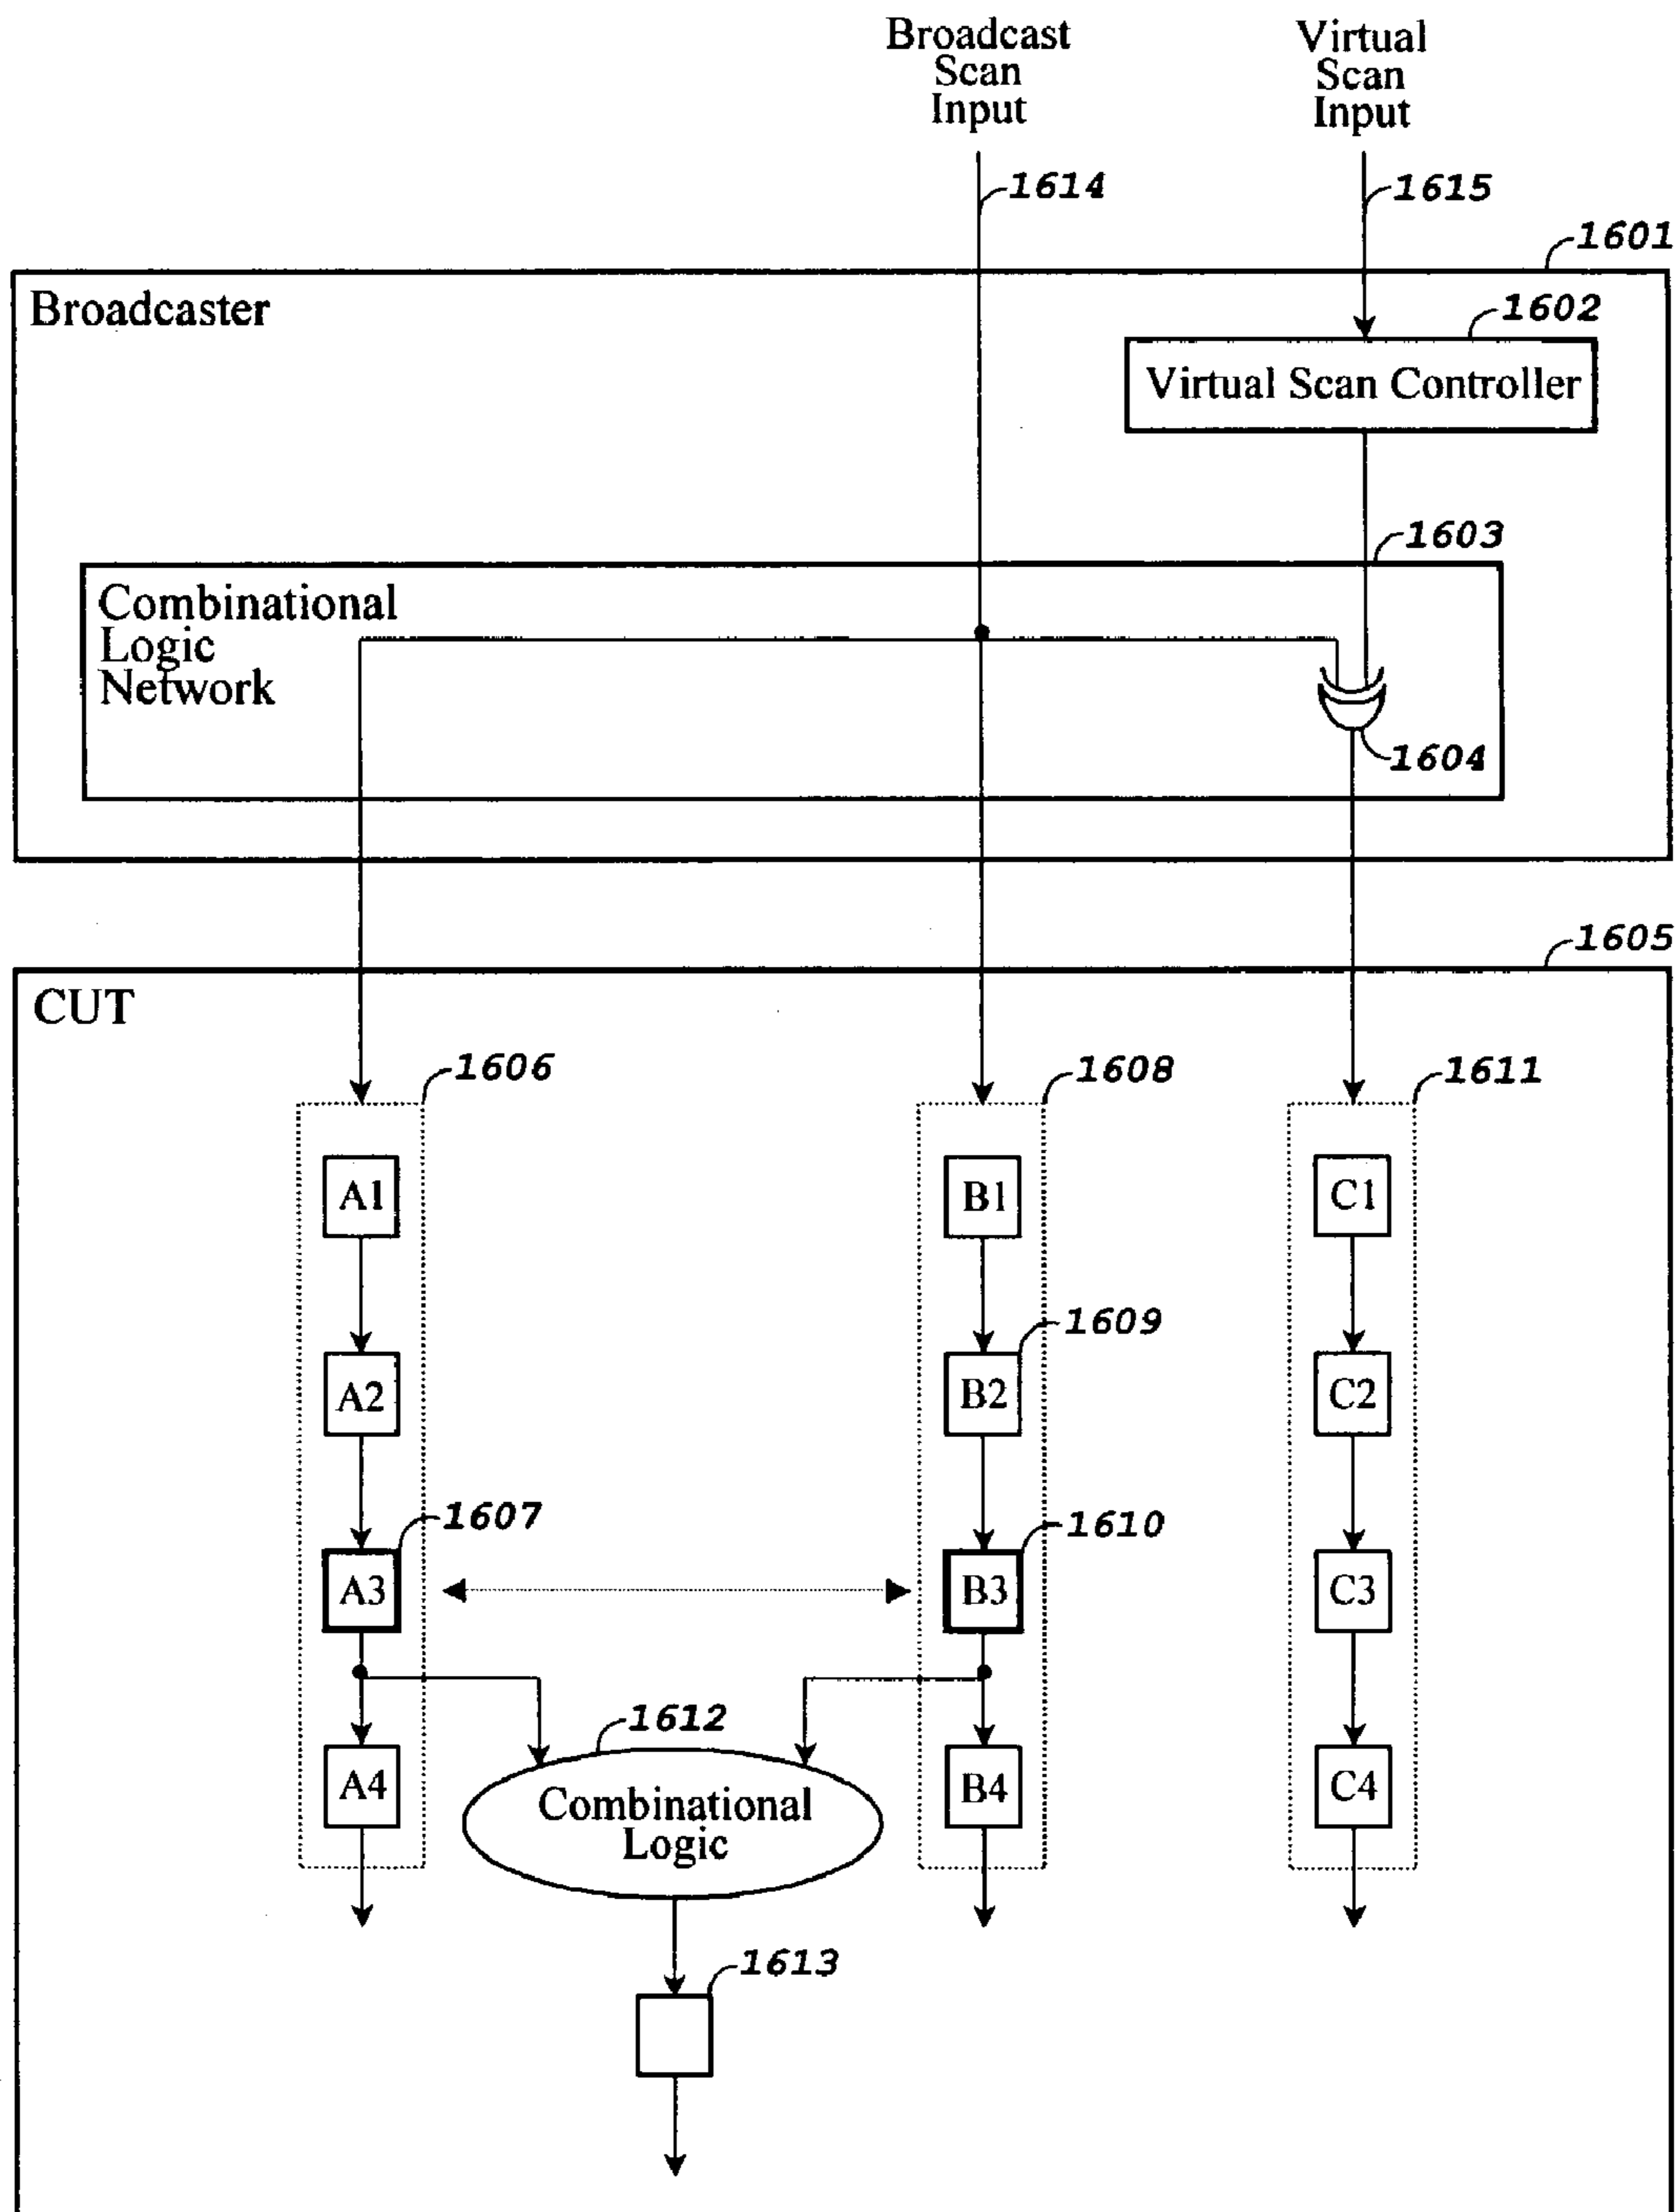 Broadcast
Scan
Input
Virtual
Scan
Input
1614
1615
1601
Broadcaster
1602
Virtual Scan Controller
1603
Combinational
Logic
Network
1604
1605
CUT
1606
1608
1611
A1
B1
C1
1609
A2
B2
C2
1607
1610
A3
B3
C3
1612
A4
Combinational
Logic
B4
C4
1613